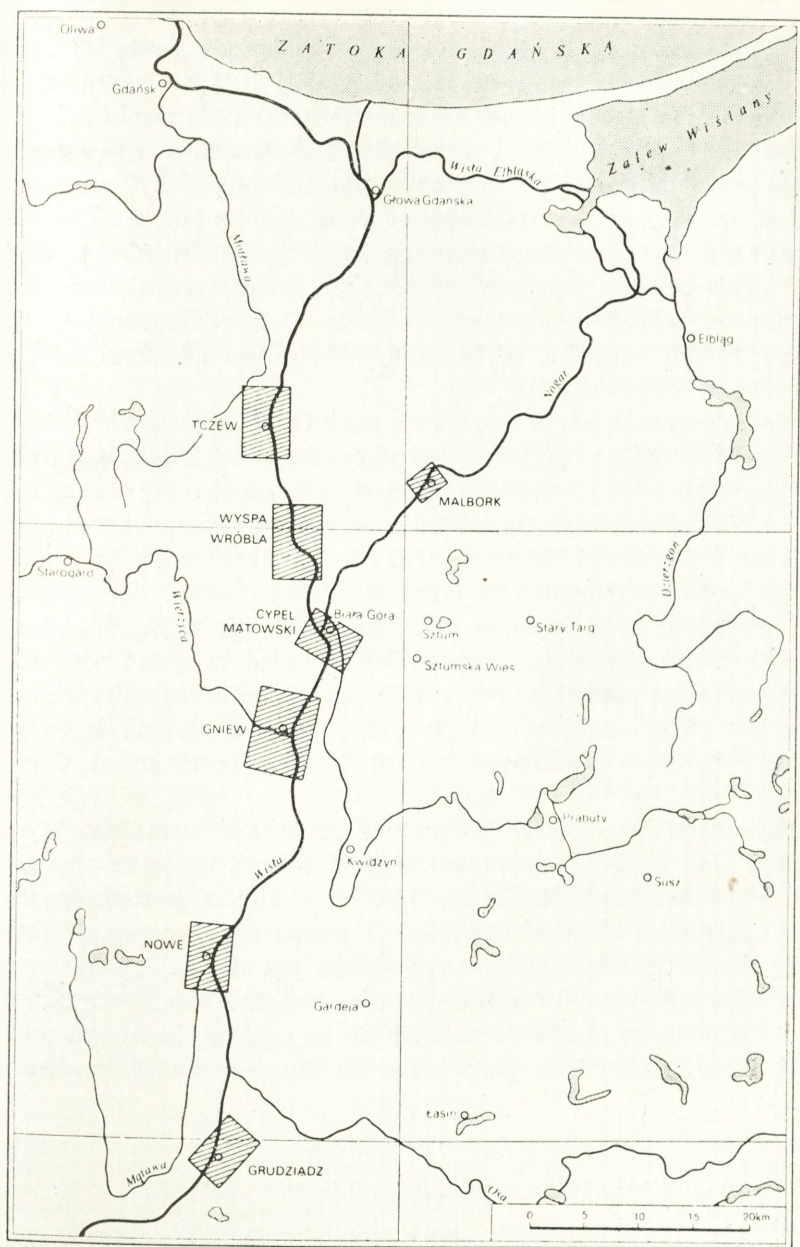 Oliwa
ZATOKA GDAŃSKA
Gdańsk
Zalew Wiślany
Wisła Elbląska
Głowa Gdańska
Motława
Elbląg
Nogat
TCZEW
MALBORK
WYSPA
WRÓBLA
Starogard
Dzierzgoń
Wierzyca
CYPEL
MĄTOWSKI
Biała Góra
Sztum
Stary Targ
Sztumska Wieś
GNIEW
Prabuty
Kwidzyn
Wisła
Susz
NOWE
Gardeja
Łasin
Mątawa
GRUDZIĄDZ
Osa
0 5 10 15 20km